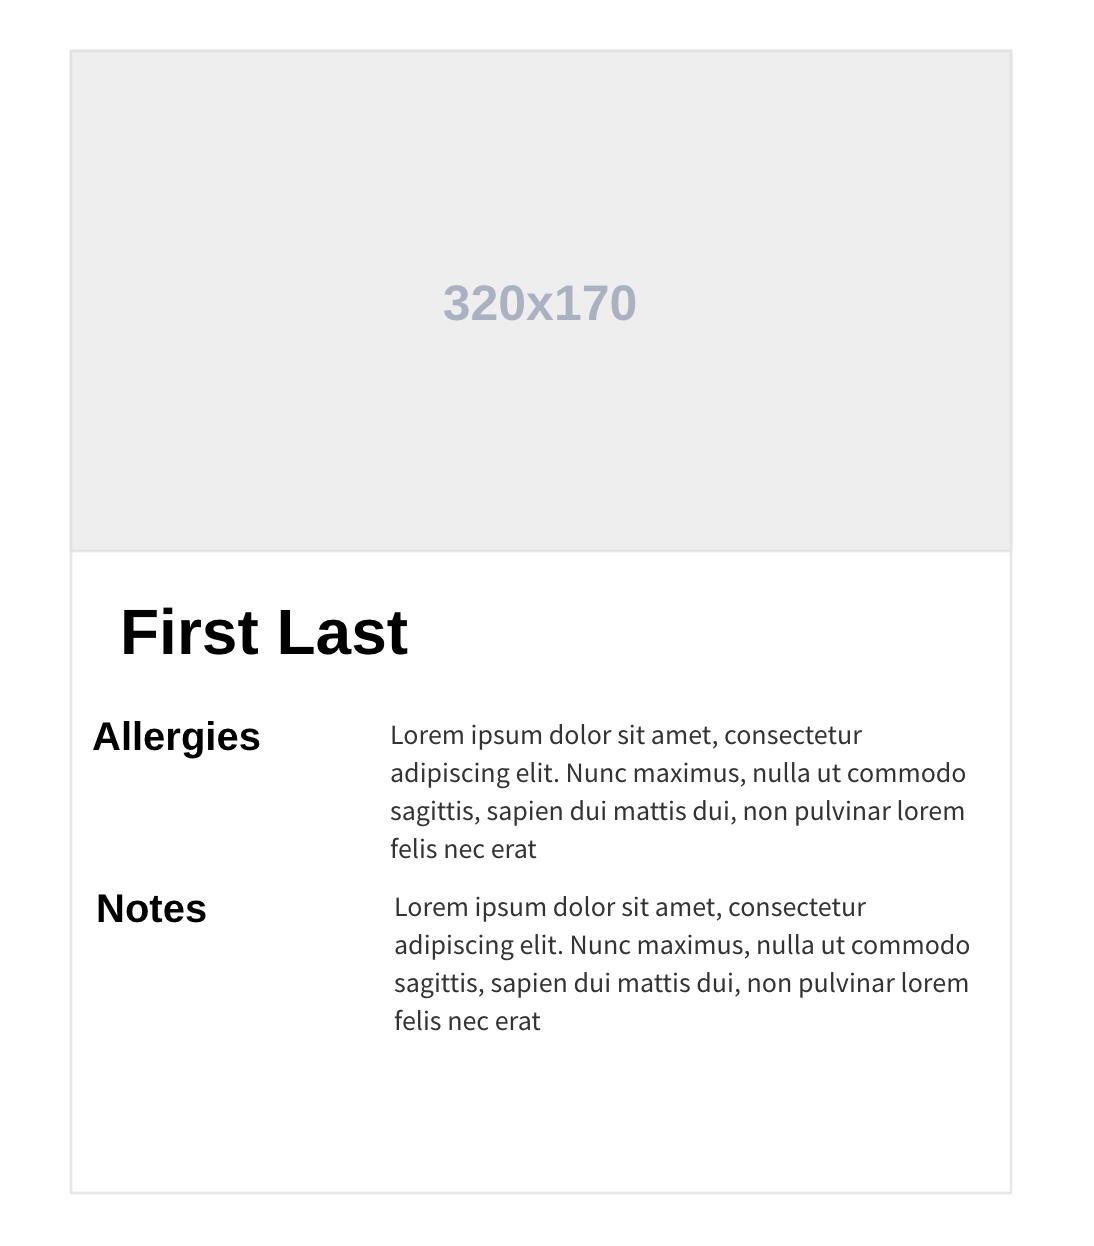 320x170
First Last
Allergies
Lorem ipsum dolor sit amet, consectetur
adipiscing elit. Nunc maximus, nulla ut commodo
sagittis, sapien dui mattis dui, non pulvinar lorem
felis nec erat
Notes
Lorem ipsum dolor sit amet, consectetur
adipiscing elit. Nunc maximus, nulla ut commodo
sagittis, sapien dui mattis dui, non pulvinar lorem
felis nec erat